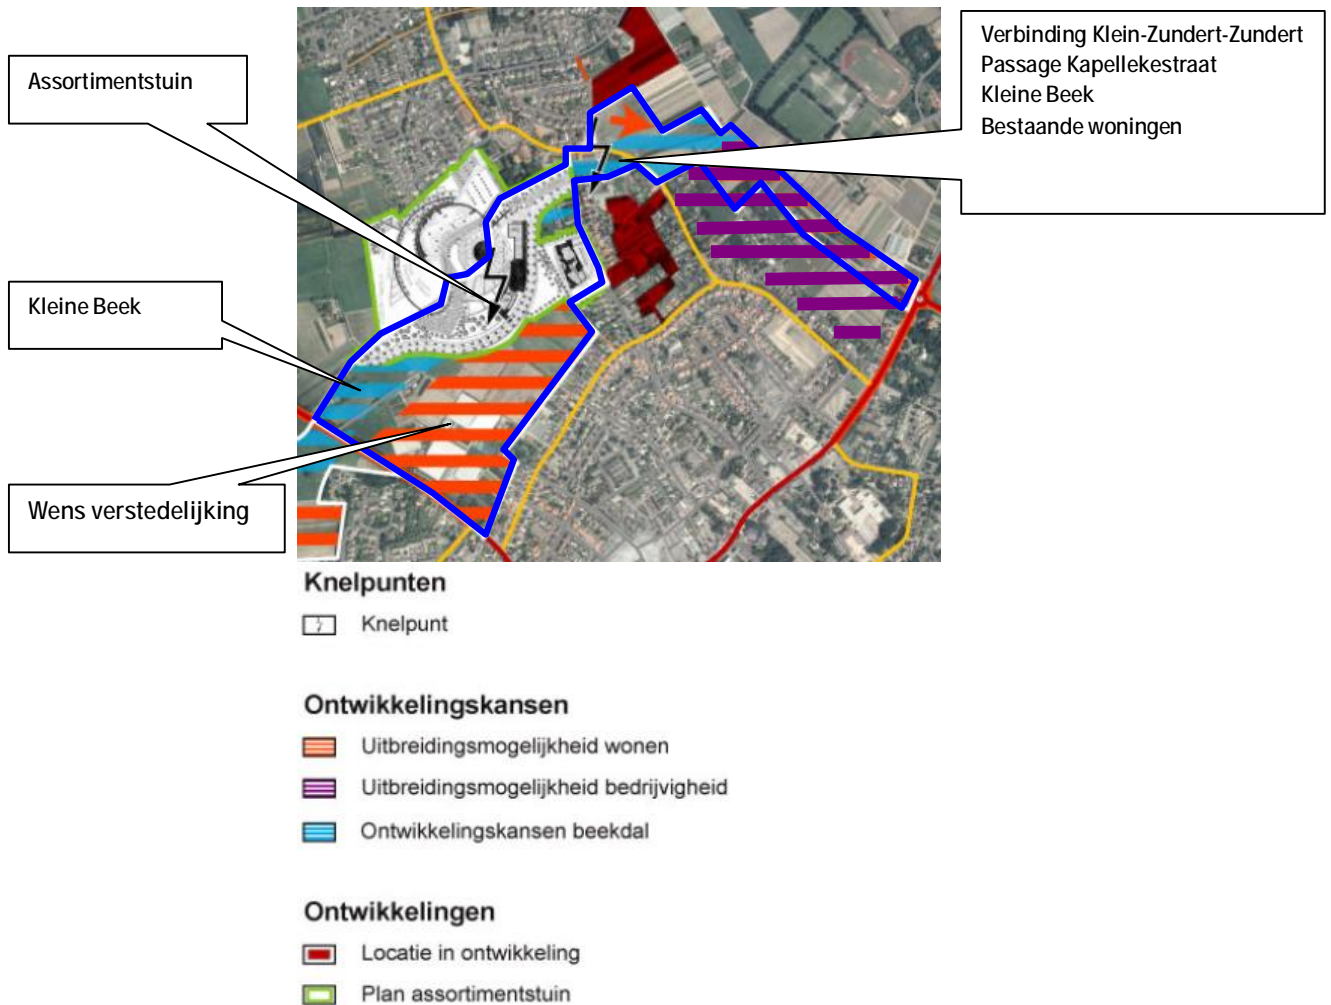 Assortimentstuin
Verbinding Klein-Zundert-Zundert
Passage Kapellekestraat
Kleine Beek
Bestaande woningen
Kleine Beek
Wens verstedelijking
Knelpunten
Knelpunt
Ontwikkelingskansen
Uitbreidingsmogelijkheid wonen
Uitbreidingsmogelijkheid bedrijvigheid
Ontwikkelingskansen beekdal
Ontwikkelingen
Locatie in ontwikkeling
Plan assortimentstuin